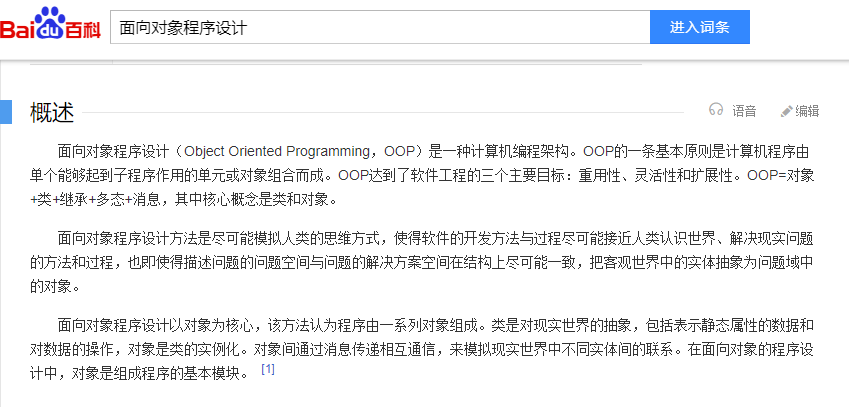 Bai du 百科
面向对象程序设计
进入词条
概述
语音
编辑
面向对象程序设计（Object Oriented Programming，OOP）是一种计算机编程架构。OOP的一条基本原则是计算机程序由
单个能够起到子程序作用的单元或对象组合而成。OOP达到了软件工程的三个主要目标：重用性、灵活性和扩展性。OOP=对象
+类+继承+多态+消息，其中核心概念是类和对象。
面向对象程序设计方法是尽可能模拟人类的思维方式，使得软件的开发方法与过程尽可能接近人类认识世界、解决现实问题
的方法和过程，也即使得描述问题的问题空间与问题的解决方案空间在结构上尽可能一致，把客观世界中的实体抽象为问题域中
的对象。
面向对象程序设计以对象为核心，该方法认为程序由一系列对象组成。类是对现实世界的抽象，包括表示静态属性的数据和
对数据的操作，对象是类的实例化。对象间通过消息传递相互通信，来模拟现实世界中不同实体间的联系。在面向对象的程序设
计中，对象是组成程序的基本模块。 [1]